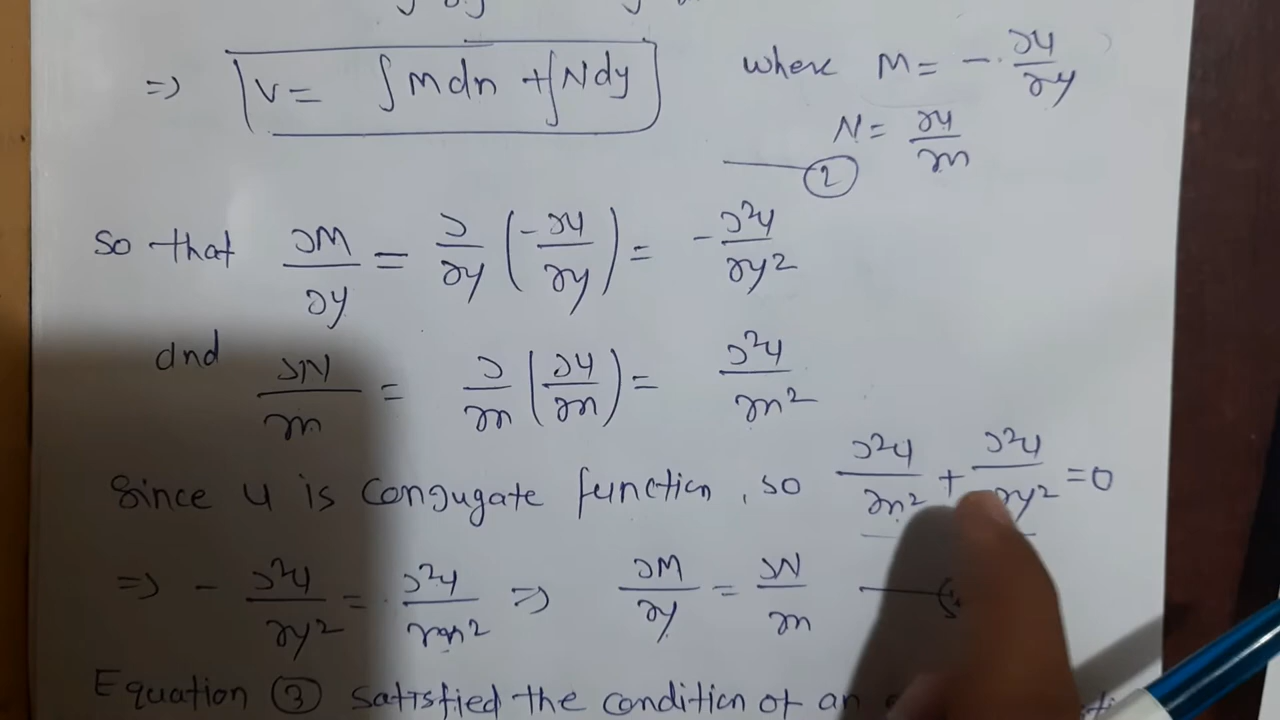 ⇒ V = ∫ M dx + ∫ N dy where M = - ∂u/∂y
N = ∂u/∂x
②
so that ∂M/∂y = ∂/∂y (-∂u/∂y) = - ∂²u/∂y²
and ∂N/∂x = ∂/∂x (∂u/∂x) = ∂²u/∂x²
Since u is conjugate function, so ∂²u/∂x² + ∂²u/∂y² = 0
⇒ - ∂²u/∂y² = ∂²u/∂x² ⇒ ∂M/∂y = ∂N/∂x
Equation ③ satisfied the condition of an